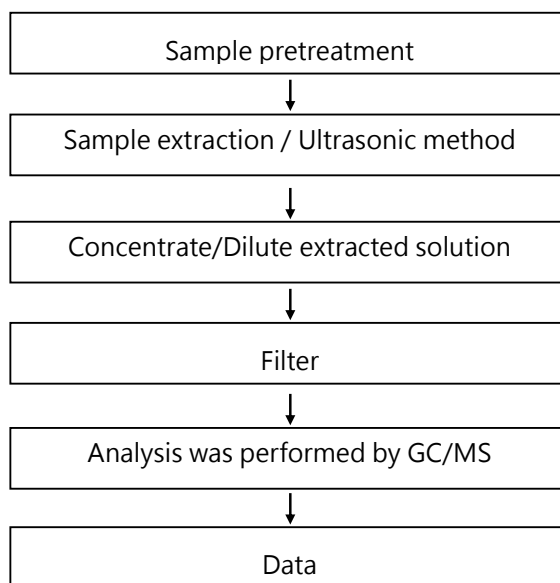 Sample pretreatment
Sample extraction / Ultrasonic method
Concentrate/Dilute extracted solution
Filter
Analysis was performed by GC/MS
Data